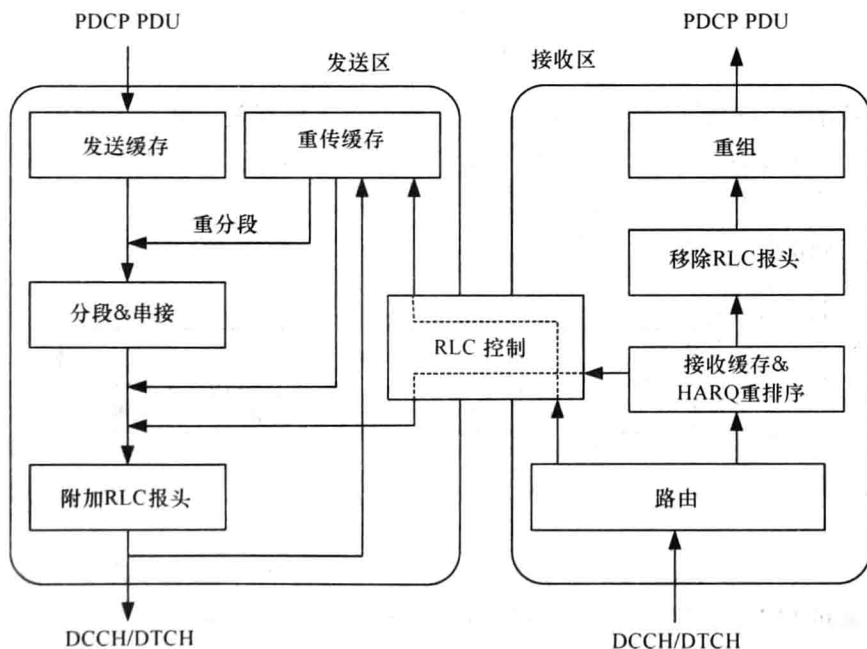 PDCP PDU
PDCP PDU
发送区
接收区
发送缓存
重传缓存
重组
重分段
移除RLC报头
分段&串接
RLC 控制
接收缓存&
HARQ重排序
附加RLC报头
路由
DCCH/DTCH
DCCH/DTCH